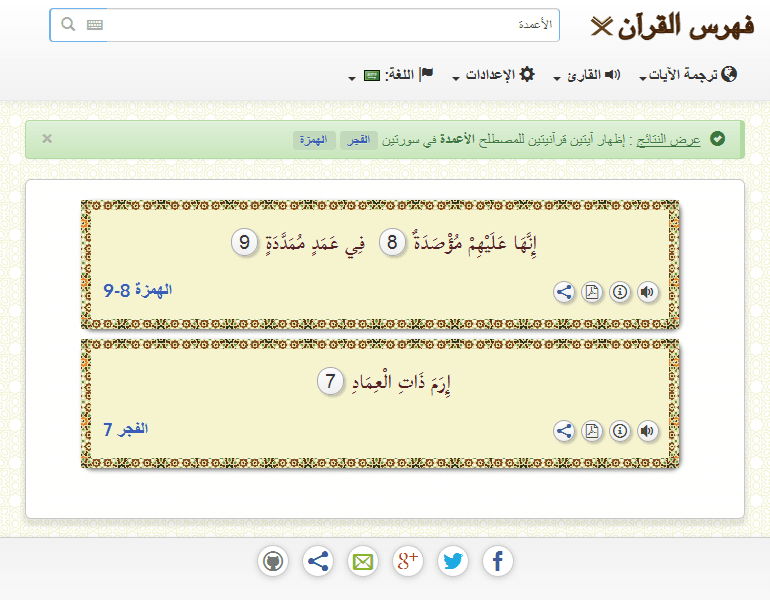 فهرس القرآن
الأعمدة
ترجمة الآيات القارئ الإعدادات اللغة:
عرض النتائج : إظهار آيتين قرآنيتين للمصطلح الأعمدة في سورتين الفجر الهمزة
إِنَّهَا عَلَيْهِمْ مُؤْصَدَةٌ 8 فِي عَمَدٍ مُمَدَّدَةٍ 9
الهمزة 8-9
إِرَمَ ذَاتِ الْعِمَادِ 7
الفجر 7